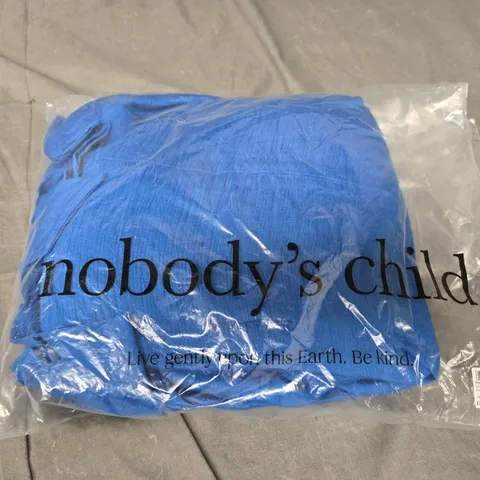 nobody's child
Live gently upon this Earth. Be kind.